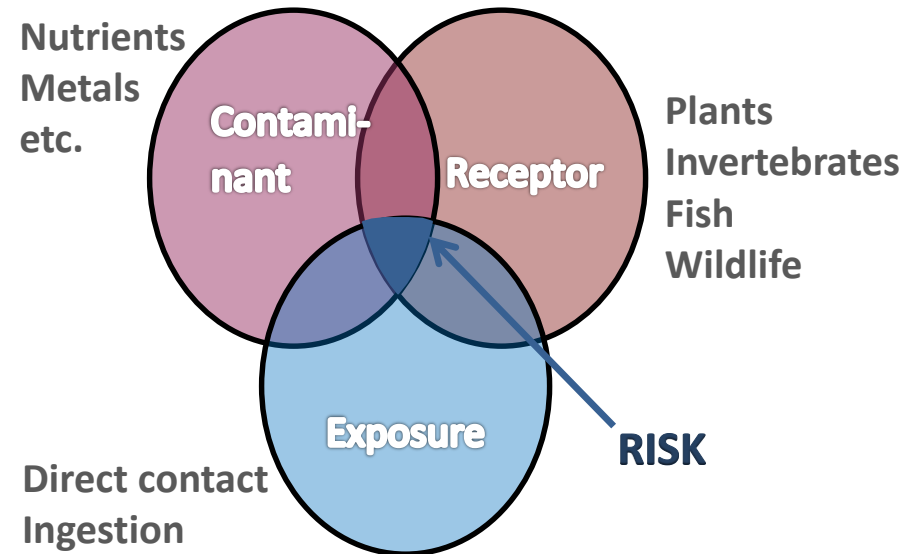 Nutrients
Metals
etc.
Contami-
nant
Receptor
Plants
Invertebrates
Fish
Wildlife
Exposure
RISK
Direct contact
Ingestion